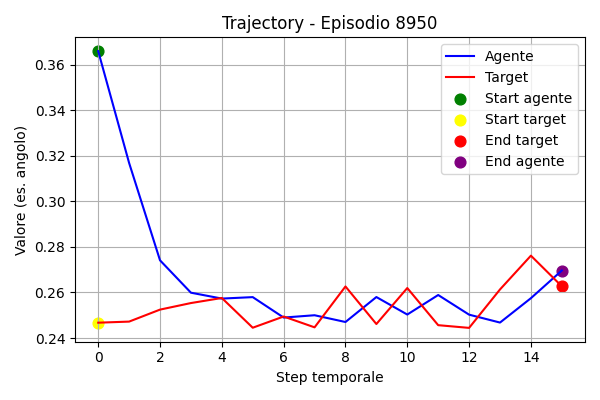 Trajectory - Episodio 8950
Valore (es. angolo)
0.36
0.34
0.32
0.30
0.28
0.26
0.24
Agente
Target
Start agente
Start target
End target
End agente
0 2 4 6 8 10 12 14
Step temporale